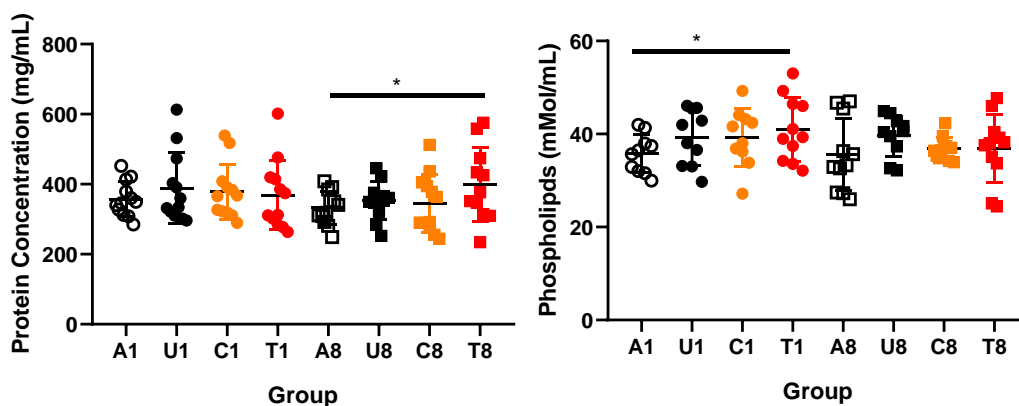 Protein Concentration (mg/mL)
800
600
400
200
0
*
A1 U1 C1 T1 A8 U8 C8 T8
Group
Phospholipids (mMol/mL)
60
40
20
0
*
A1 U1 C1 T1 A8 U8 C8 T8
Group